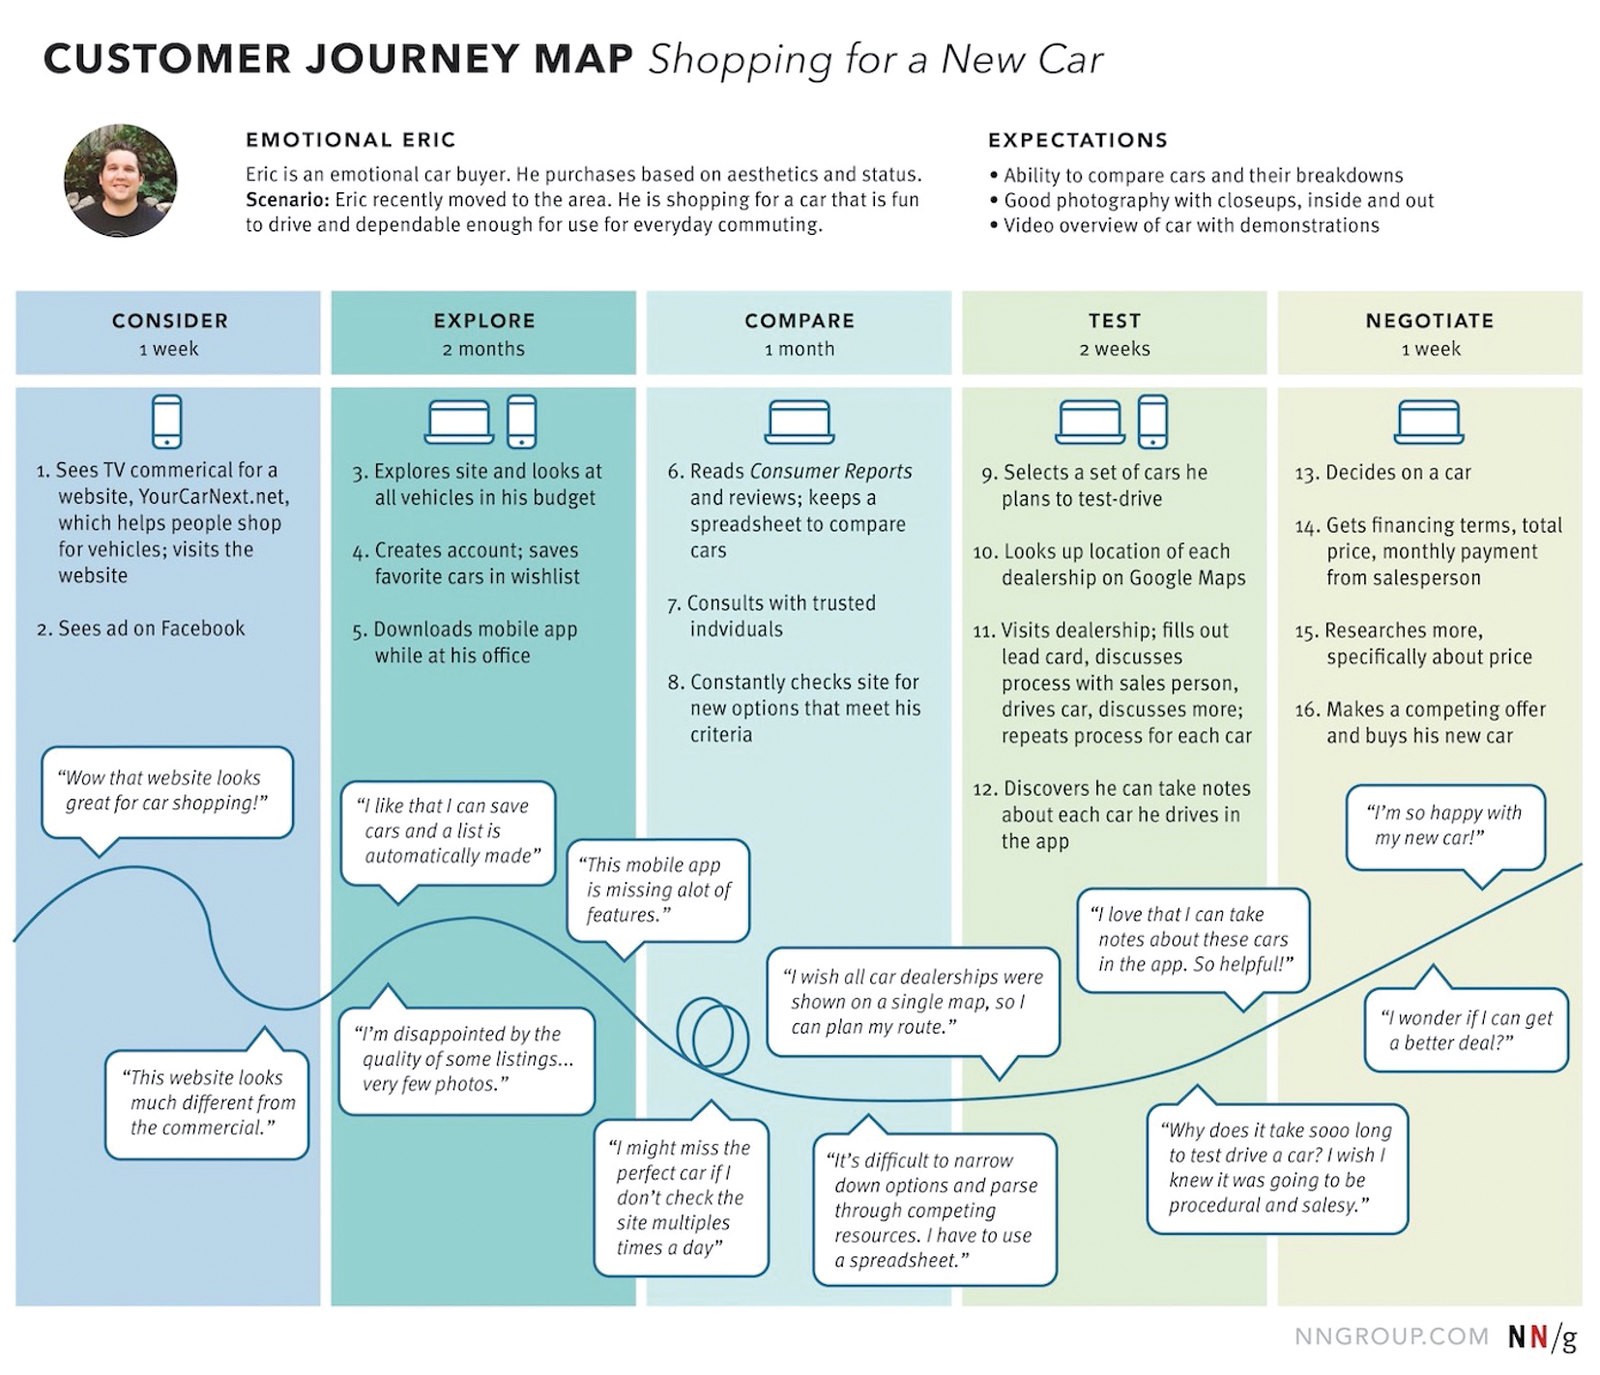 CUSTOMER JOURNEY MAP Shopping for a New Car
EMOTIONAL ERIC
Eric is an emotional car buyer. He purchases based on aesthetics and status.
Scenario: Eric recently moved to the area. He is shopping for a car that is fun
to drive and dependable enough for use for everyday commuting.
EXPECTATIONS
• Ability to compare cars and their breakdowns
• Good photography with closeups, inside and out
• Video overview of car with demonstrations
CONSIDER
1 week
1. Sees TV commerical for a
website, YourCarNext.net,
which helps people shop
for vehicles; visits the
website
2. Sees ad on Facebook
“Wow that website looks
great for car shopping!”
“This website looks
much different from
the commercial.”
EXPLORE
2 months
3. Explores site and looks at
all vehicles in his budget
4. Creates account; saves
favorite cars in wishlist
5. Downloads mobile app
while at his office
“I like that I can save
cars and a list is
automatically made”
“This mobile app
is missing alot of
features.”
“I’m disappointed by the
quality of some listings...
very few photos.”
COMPARE
1 month
6. Reads Consumer Reports
and reviews; keeps a
spreadsheet to compare
cars
7. Consults with trusted
indviduals
8. Constantly checks site for
new options that meet his
criteria
“I might miss the
perfect car if I
don’t check the
site multiples
times a day”
“It’s difficult to narrow
down options and parse
through competing
resources. I have to use
a spreadsheet.”
“I wish all car dealerships were
shown on a single map, so I
can plan my route.”
TEST
2 weeks
9. Selects a set of cars he
plans to test-drive
10. Looks up location of each
dealership on Google Maps
11. Visits dealership; fills out
lead card, discusses
process with sales person,
drives car, discusses more;
repeats process for each car
12. Discovers he can take notes
about each car he drives in
the app
“I love that I can take
notes about these cars
in the app. So helpful!”
“Why does it take sooo long
to test drive a car? I wish I
knew it was going to be
procedural and salesy.”
NEGOTIATE
1 week
13. Decides on a car
14. Gets financing terms, total
price, monthly payment
from salesperson
15. Researches more,
specifically about price
16. Makes a competing offer
and buys his new car
“I’m so happy with
my new car!”
“I wonder if I can get
a better deal?”
NNGROUP.COM NN/g